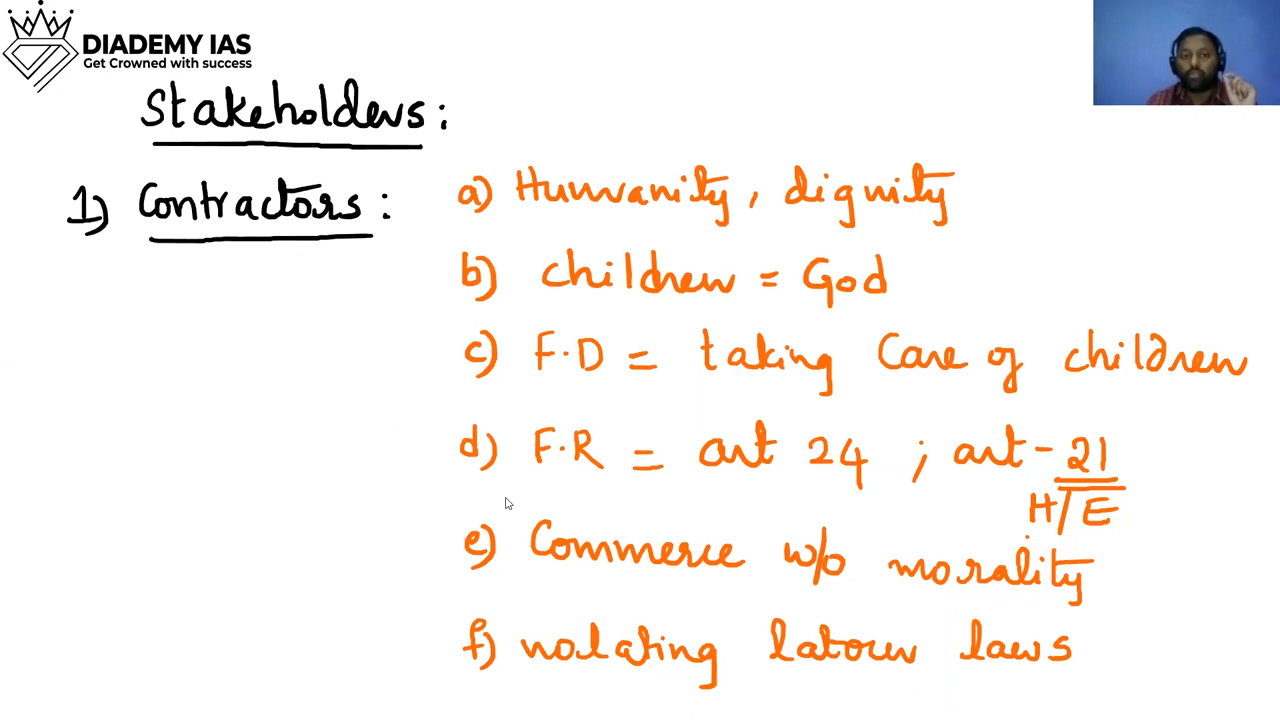 DIADEMY IAS
Get Crowned with success
Stakeholders:
1) Contractors:
a) Humanity, dignity
b) children = God
c) F.D = taking Care of children
d) F.R = art 24 ; art-21
H/E
e) Commerce w/o morality
f) violating labour laws